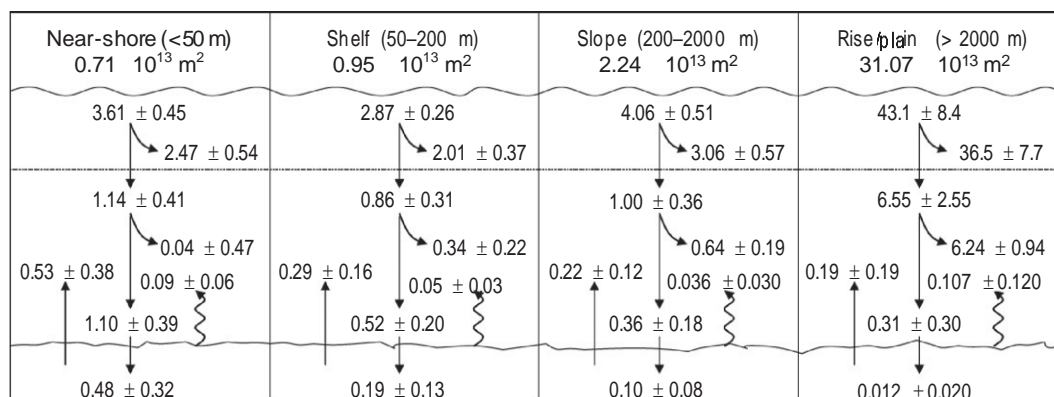 Near-shore (<50 m) Shelf (50–200 m) Slope (200–2000 m) Rise/plain (> 2000 m)
0.71 10¹³ m² 0.95 10¹³ m² 2.24 10¹³ m² 31.07 10¹³ m²
3.61 ± 0.45 2.87 ± 0.26 4.06 ± 0.51 43.1 ± 8.4
2.47 ± 0.54 2.01 ± 0.37 3.06 ± 0.57 36.5 ± 7.7
1.14 ± 0.41 0.86 ± 0.31 1.00 ± 0.36 6.55 ± 2.55
0.04 ± 0.47 0.34 ± 0.22 0.64 ± 0.19 6.24 ± 0.94
0.53 ± 0.38 0.09 ± 0.06 0.29 ± 0.16 0.05 ± 0.03 0.22 ± 0.12 0.036 ± 0.030 0.19 ± 0.19 0.107 ± 0.120
1.10 ± 0.39 0.52 ± 0.20 0.36 ± 0.18 0.31 ± 0.30
0.48 ± 0.32 0.19 ± 0.13 0.10 ± 0.08 0.012 ± 0.020